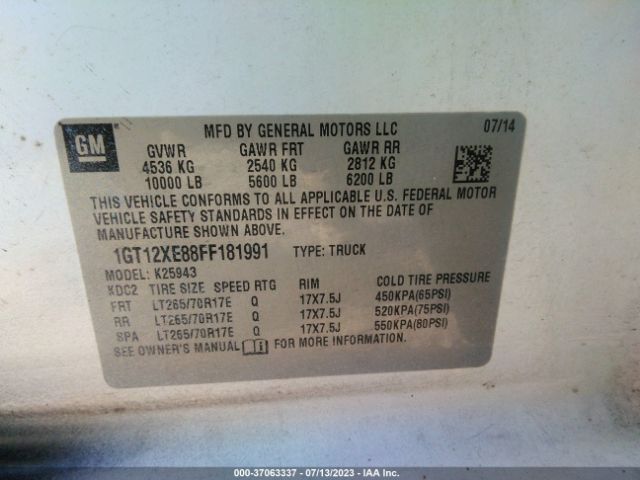 GM
MFD BY GENERAL MOTORS LLC 07/14
GVWR GAWR FRT GAWR RR
4536 KG 2540 KG 2812 KG
10000 LB 5600 LB 6200 LB
THIS VEHICLE CONFORMS TO ALL APPLICABLE U.S. FEDERAL MOTOR
VEHICLE SAFETY STANDARDS IN EFFECT ON THE DATE OF
MANUFACTURE SHOWN ABOVE.
1GT12XE88FF181991 TYPE: TRUCK
MODEL: K25943
XDC2 TIRE SIZE SPEED RTG RIM COLD TIRE PRESSURE
FRT LT265/70R17E Q 17X7.5J 450KPA(65PSI)
RR LT265/70R17E Q 17X7.5J 520KPA(75PSI)
SPA LT265/70R17E Q 17X7.5J 550KPA(80PSI)
SEE OWNER'S MANUAL FOR MORE INFORMATION.
000-37063337 - 07/13/2023 - IAA Inc.